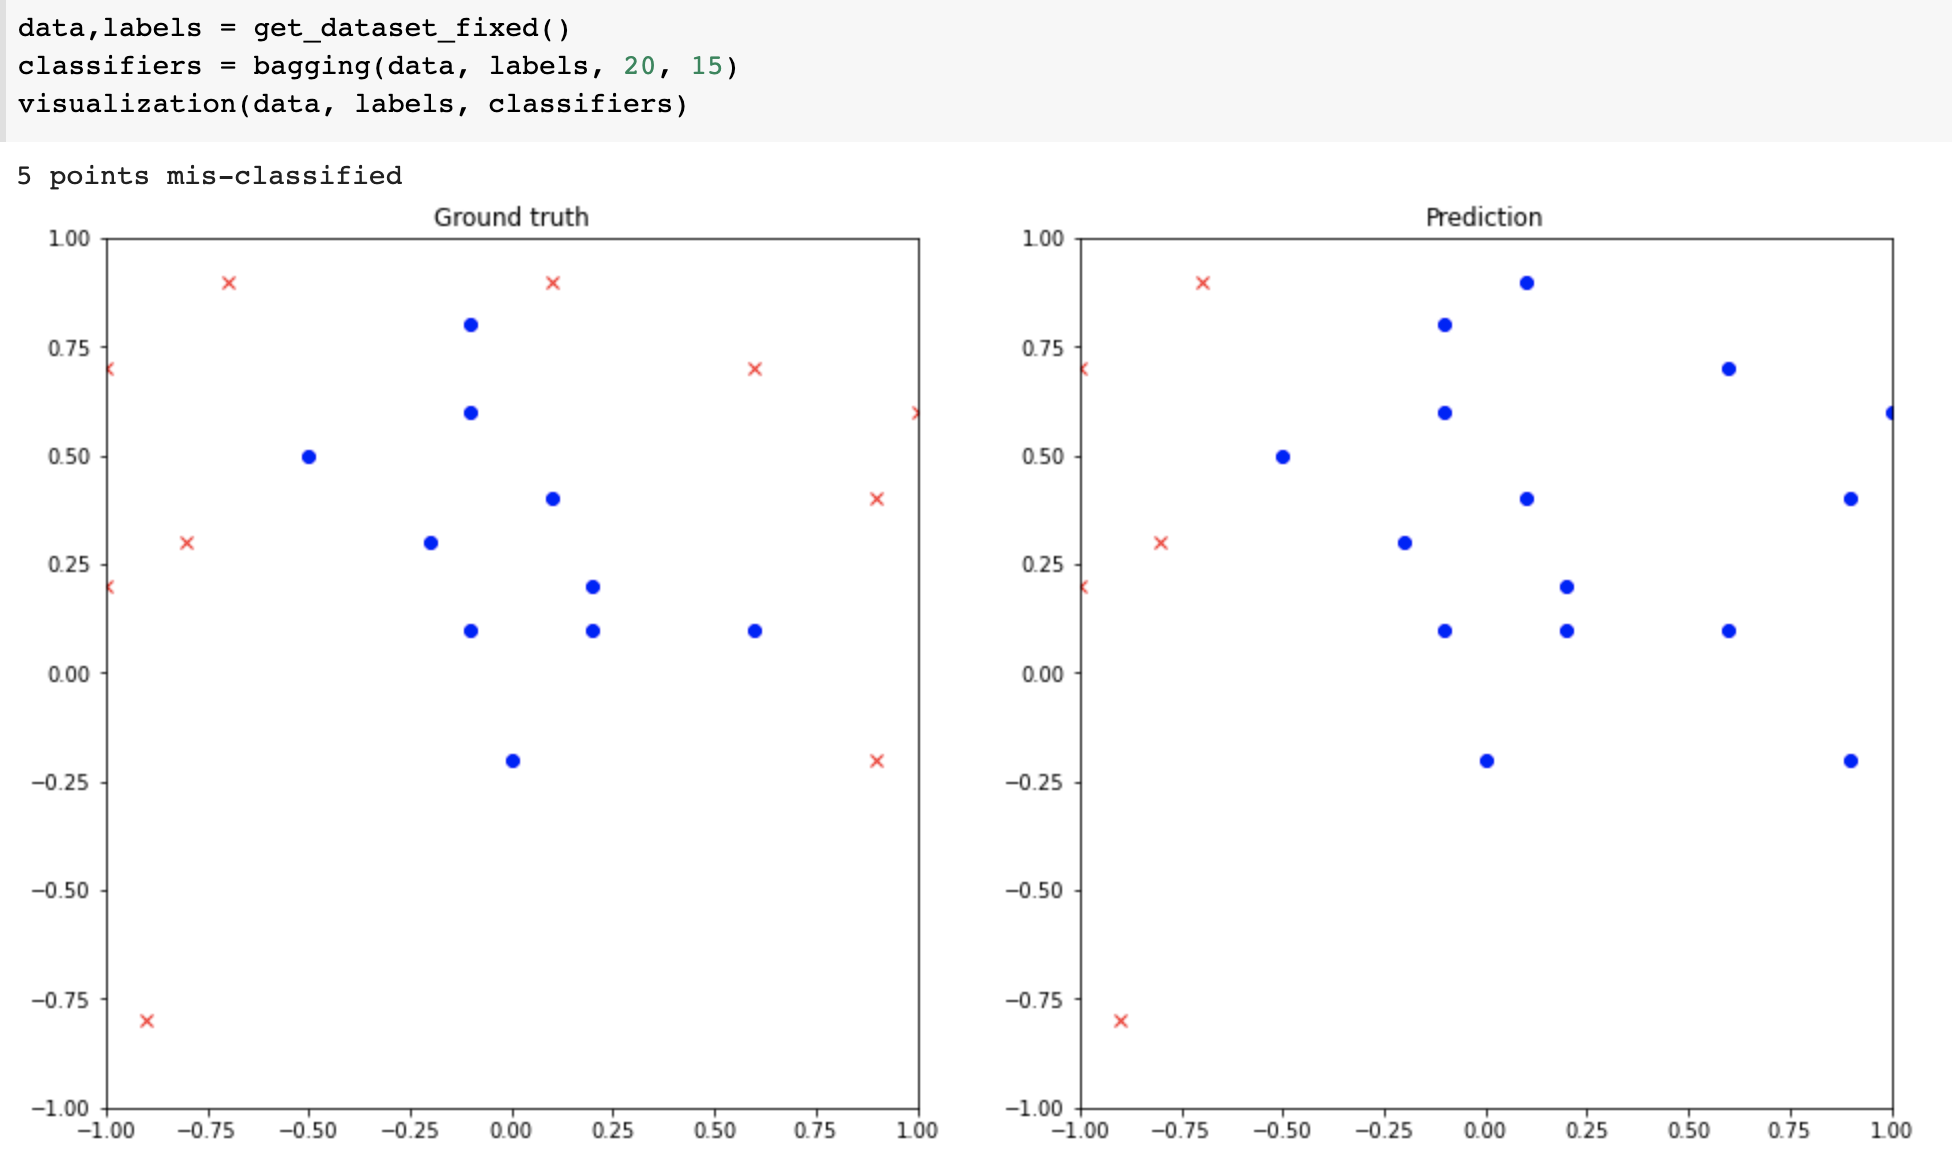 data,labels = get_dataset_fixed()
classifiers = bagging(data, labels, 20, 15)
visualization(data, labels, classifiers)
5 points mis-classified
Ground truth
1.00
0.75
0.50
0.25
0.00
−0.25
−0.50
−0.75
−1.00
−1.00 −0.75 −0.50 −0.25 0.00 0.25 0.50 0.75 1.00
Prediction
1.00
0.75
0.50
0.25
0.00
−0.25
−0.50
−0.75
−1.00
−1.00 −0.75 −0.50 −0.25 0.00 0.25 0.50 0.75 1.00